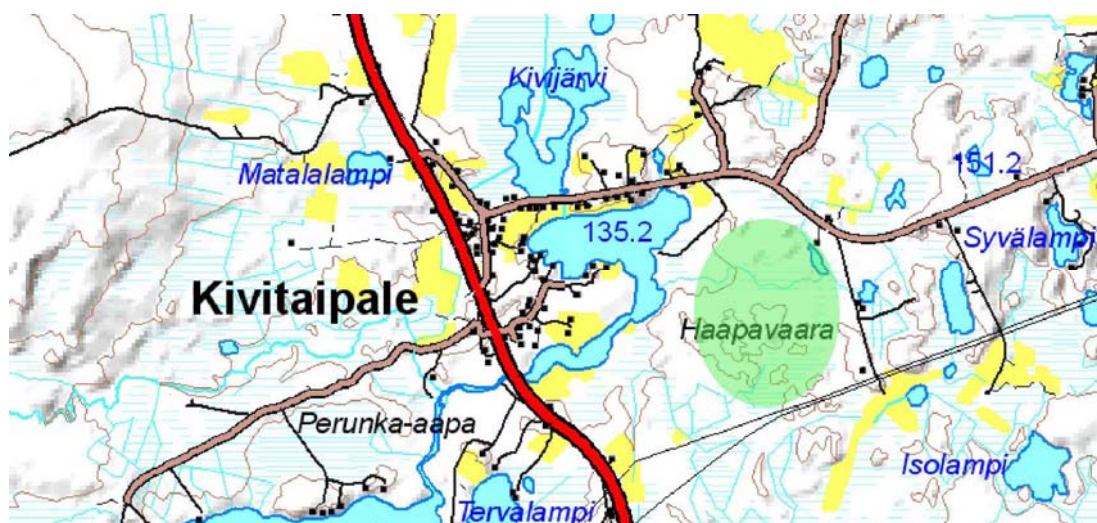 Kivijärvi
Matalalampi
151.2
135.2
Syvälampi
Kivitaipale
Haapavaara
Perunka-aapa
Isolampi
Tervalampi